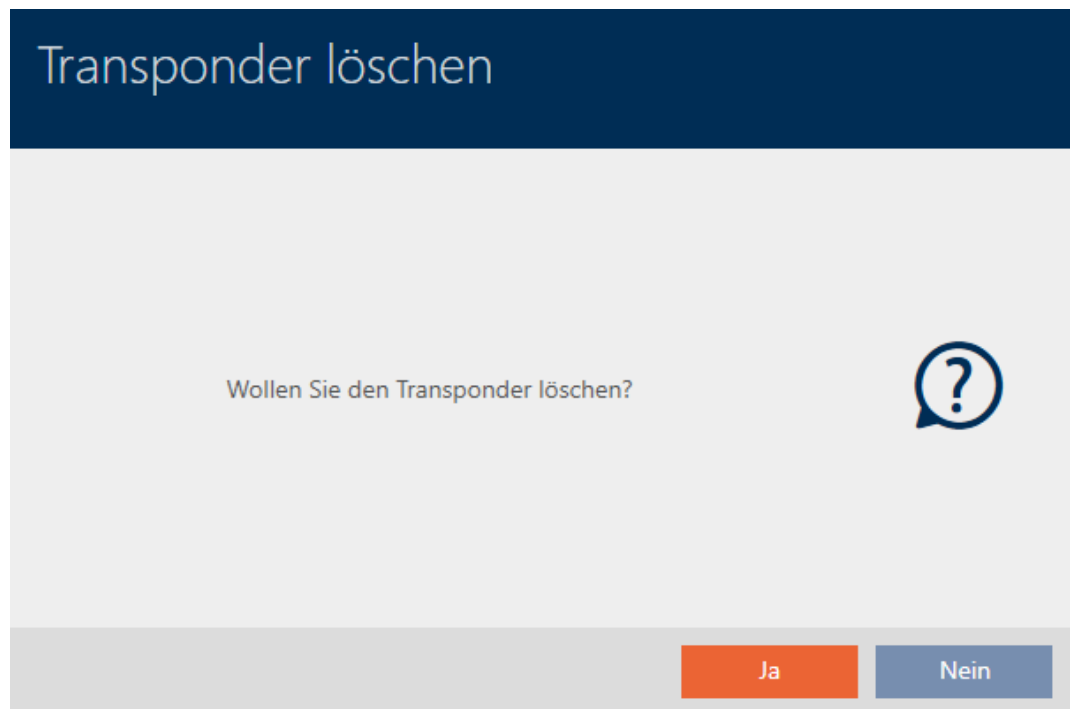 Transponder löschen
Wollen Sie den Transponder löschen?
?
Ja
Nein